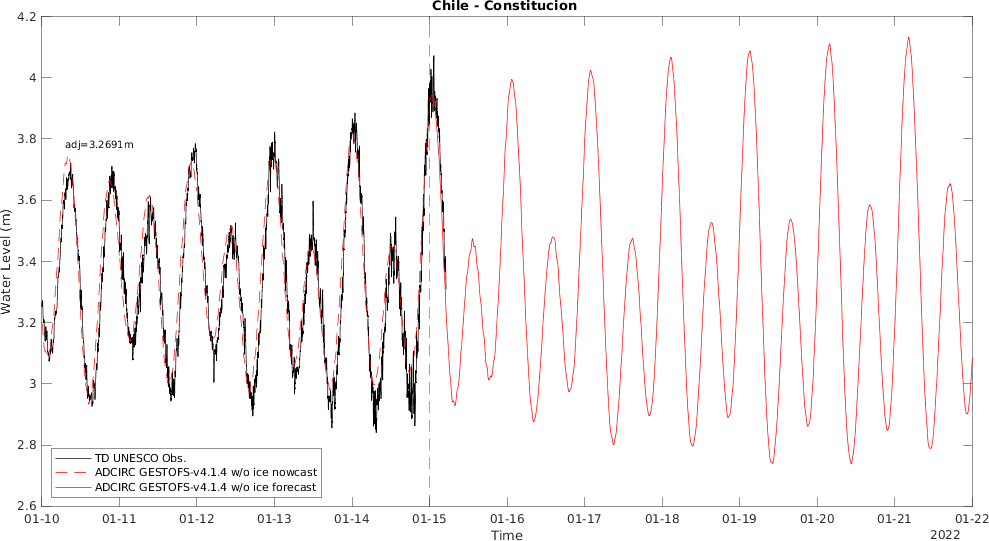 Chile - Constitucion
4.2
4
3.8
3.6
3.4
3.2
3
2.8
2.6
Water Level (m)
adj=3.2691m
TD UNESCO Obs.
ADCIRC GESTOFS-v4.1.4 w/o ice nowcast
ADCIRC GESTOFS-v4.1.4 w/o ice forecast
01-10 01-11 01-12 01-13 01-14 01-15 01-16 01-17 01-18 01-19 01-20 01-21 01-22
Time
2022